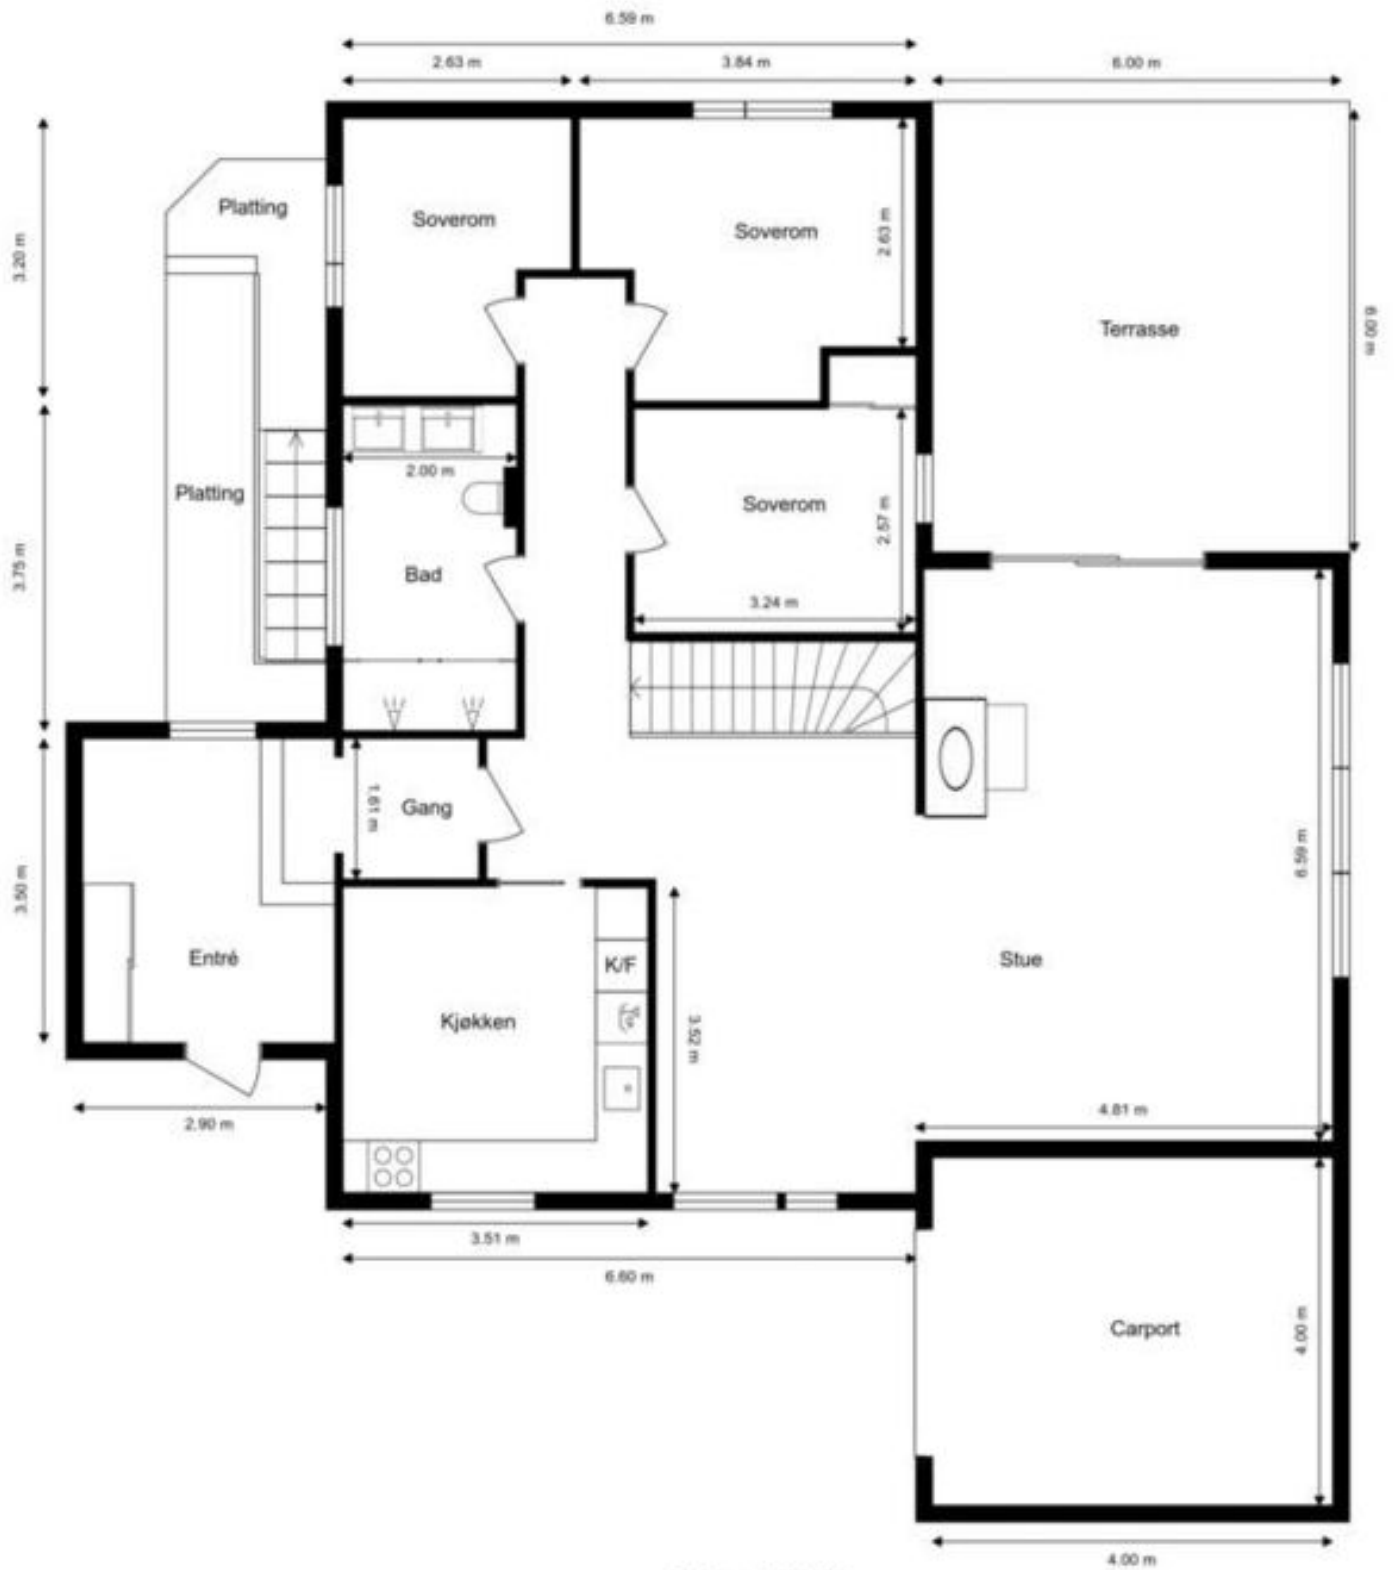 6.59 m
2.63 m
3.84 m
6.00 m
Platting
Soverom
Soverom
2.63 m
3.20 m
Terrasse
6.00 m
2.00 m
Platting
Soverom
2.57 m
Bad
3.75 m
3.24 m
1.61 m
Gang
6.59 m
3.50 m
Entré
K/F
Stue
Kjøkken
3.52 m
4.81 m
2.90 m
3.51 m
6.60 m
Carport
4.00 m
4.00 m